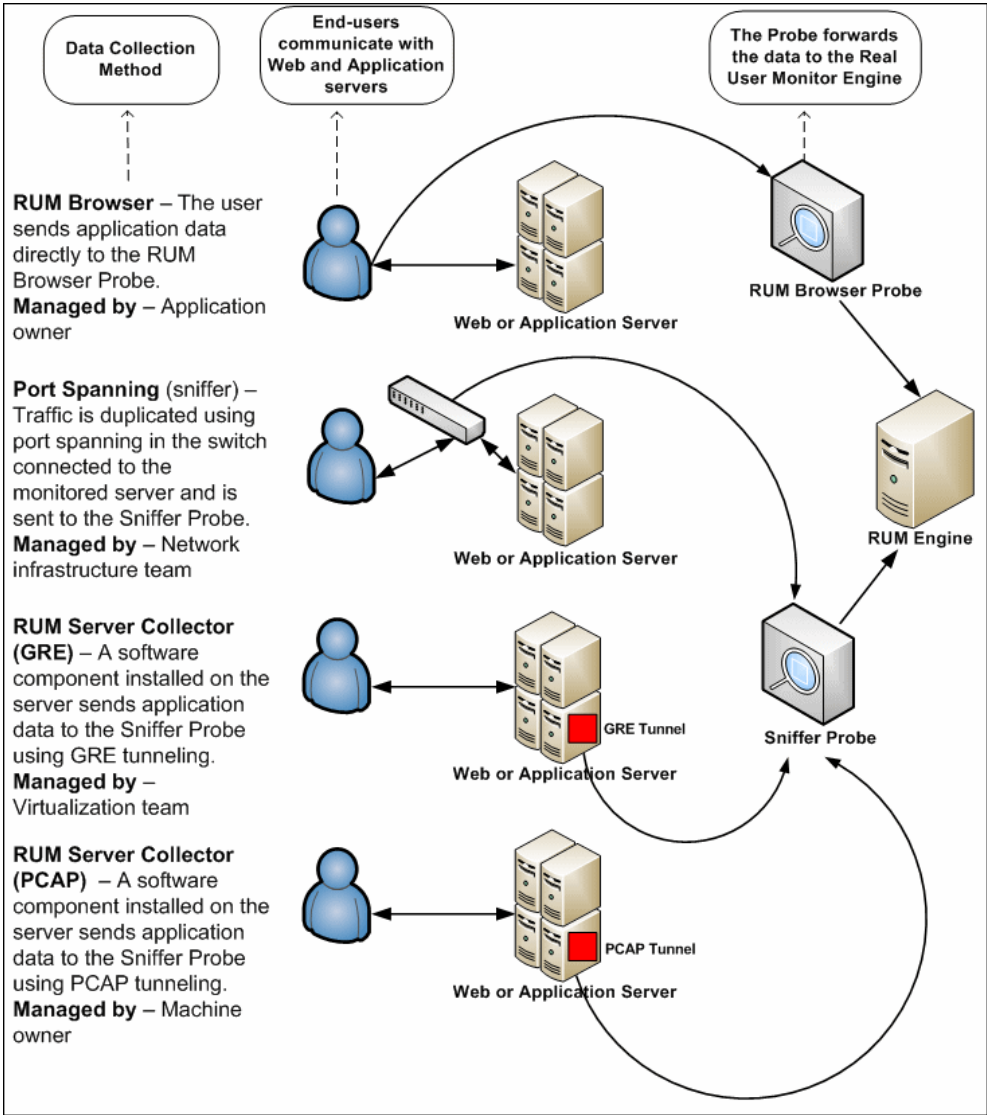 Data Collection
Method
End-users
communicate with
Web and Application
servers
The Probe forwards
the data to the Real
User Monitor Engine
RUM Browser – The user
sends application data
directly to the RUM
Browser Probe.
Managed by – Application
owner
Web or Application Server
RUM Browser Probe
Port Spanning (sniffer) –
Traffic is duplicated using
port spanning in the switch
connected to the
monitored server and is
sent to the Sniffer Probe.
Managed by – Network
infrastructure team
Web or Application Server
RUM Engine
RUM Server Collector
(GRE) – A software
component installed on the
server sends application
data to the Sniffer Probe
using GRE tunneling.
Managed by –
Virtualization team
GRE Tunnel
Web or Application Server
Sniffer Probe
RUM Server Collector
(PCAP) – A software
component installed on the
server sends application
data to the Sniffer Probe
using PCAP tunneling.
Managed by – Machine
owner
PCAP Tunnel
Web or Application Server